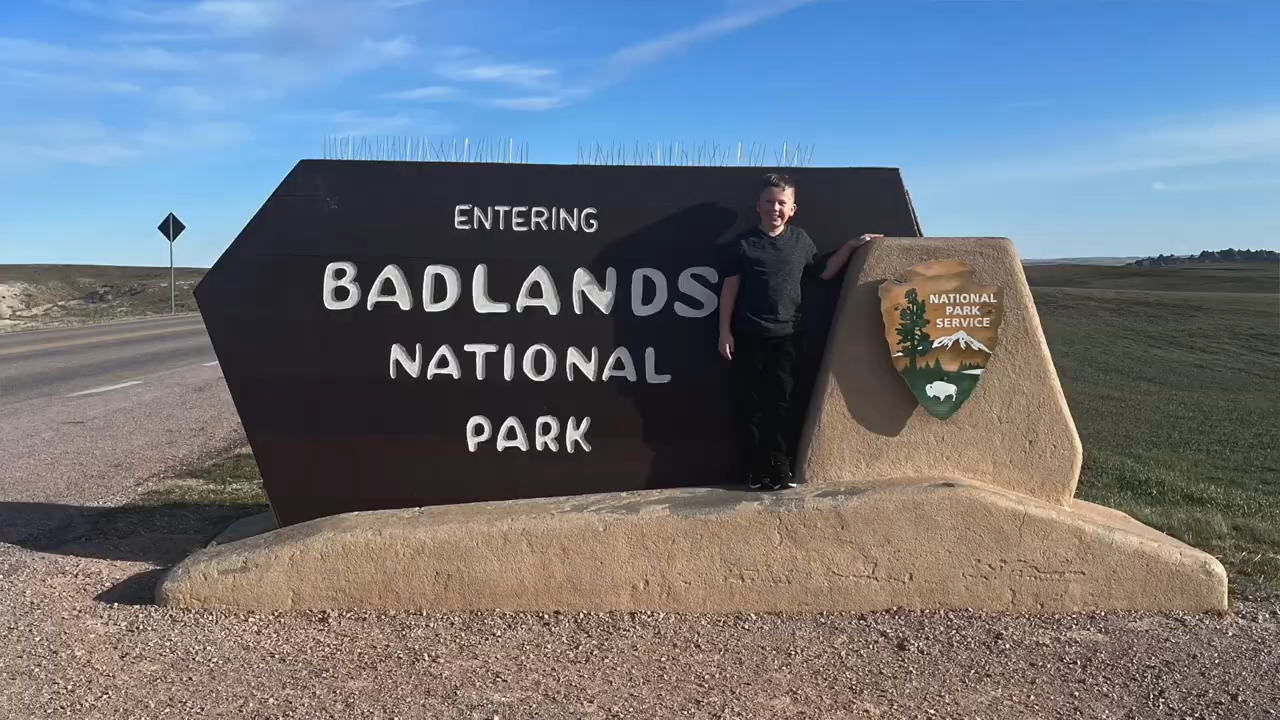 ENTERING
BADLANDS
NATIONAL
PARK
NATIONAL
PARK
SERVICE